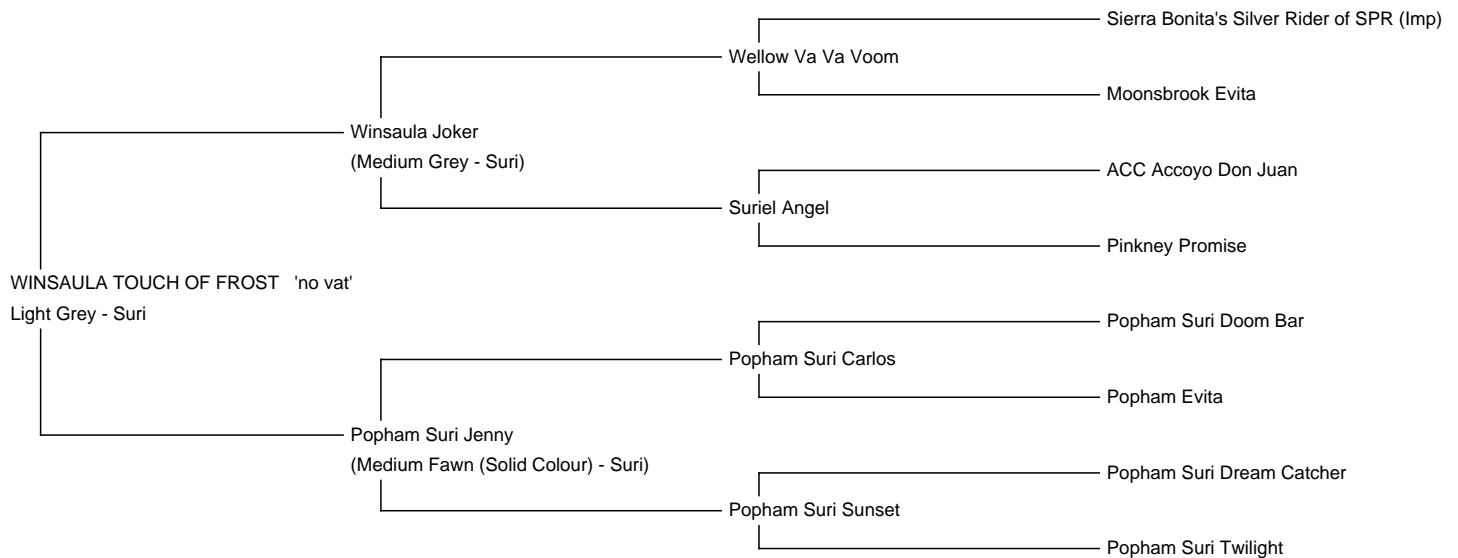 Sierra Bonita's Silver Rider of SPR (Imp)
Wellow Va Va Voom
Moonsbrook Evita
Winsaula Joker
(Medium Grey - Suri)
ACC Accoyo Don Juan
Suriel Angel
Pinkney Promise
WINSAULA TOUCH OF FROST 'no vat'
Light Grey - Suri
Popham Suri Doom Bar
Popham Suri Carlos
Popham Evita
Popham Suri Jenny
(Medium Fawn (Solid Colour) - Suri)
Popham Suri Dream Catcher
Popham Suri Sunset
Popham Suri Twilight